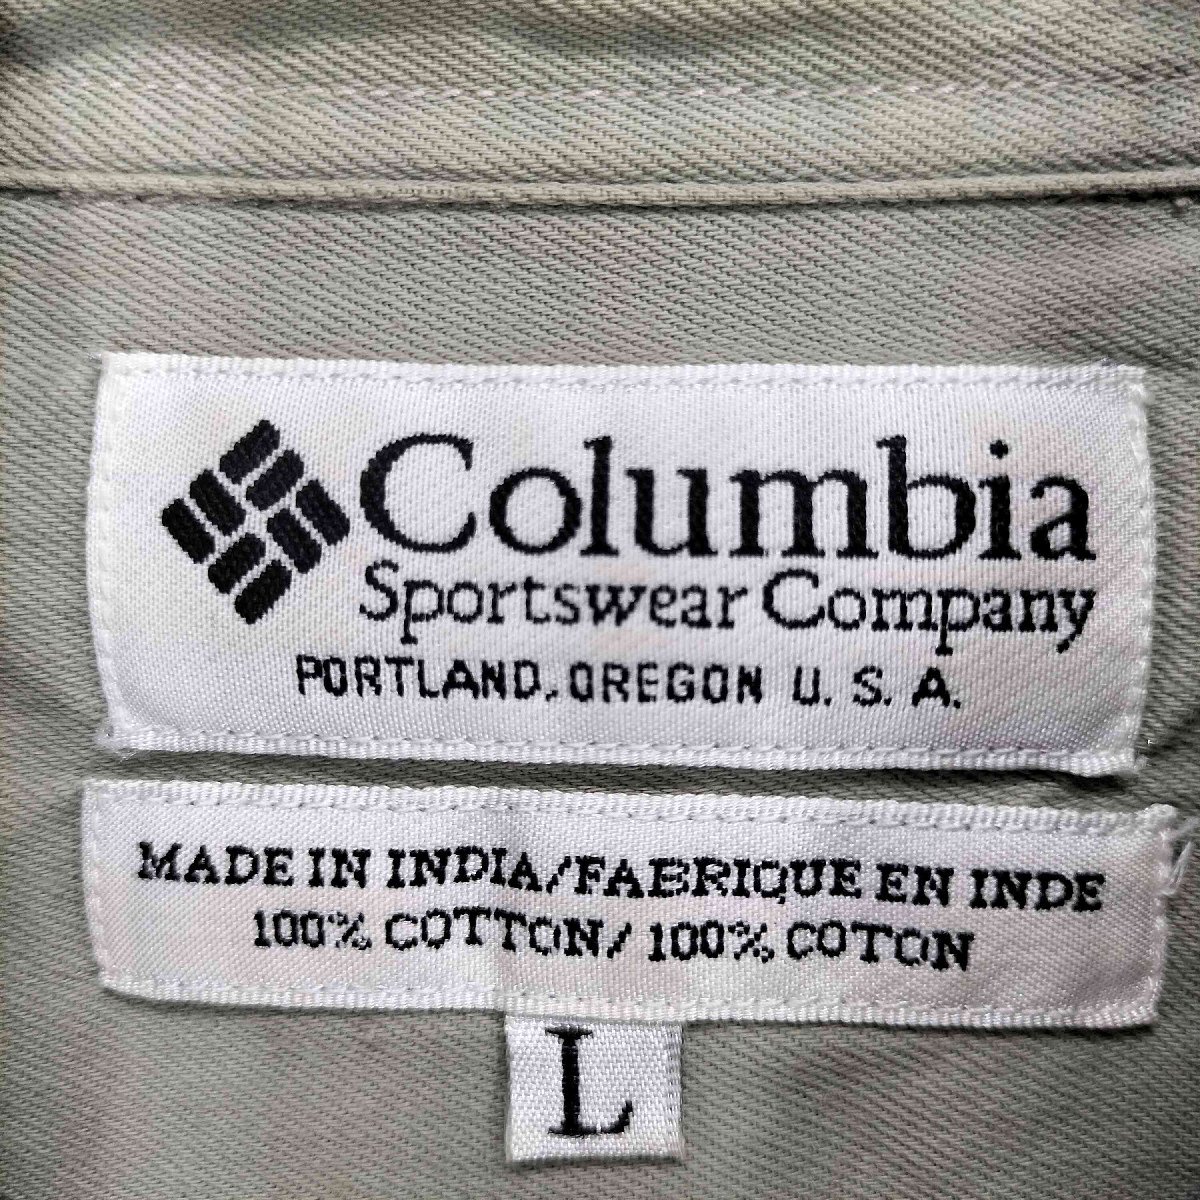 Columbia
Sportswear Company
PORTLAND, OREGON U. S. A.
MADE IN INDIA/FABRIQUE EN INDE
100% COTTON/ 100% COTON
L